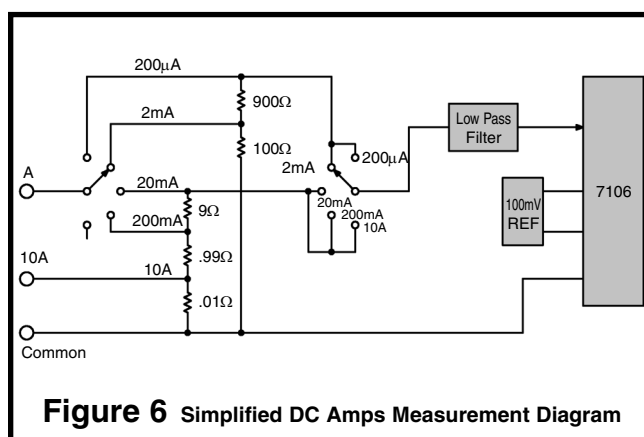 200µA
900Ω
2mA
100Ω
2mA
200µA
Low Pass
Filter
7106
A
20mA
9Ω
20mA
200mA
10A
100mV
REF
200mA
.99Ω
10A
10A
.01Ω
Common
Figure 6 Simplified DC Amps Measurement Diagram